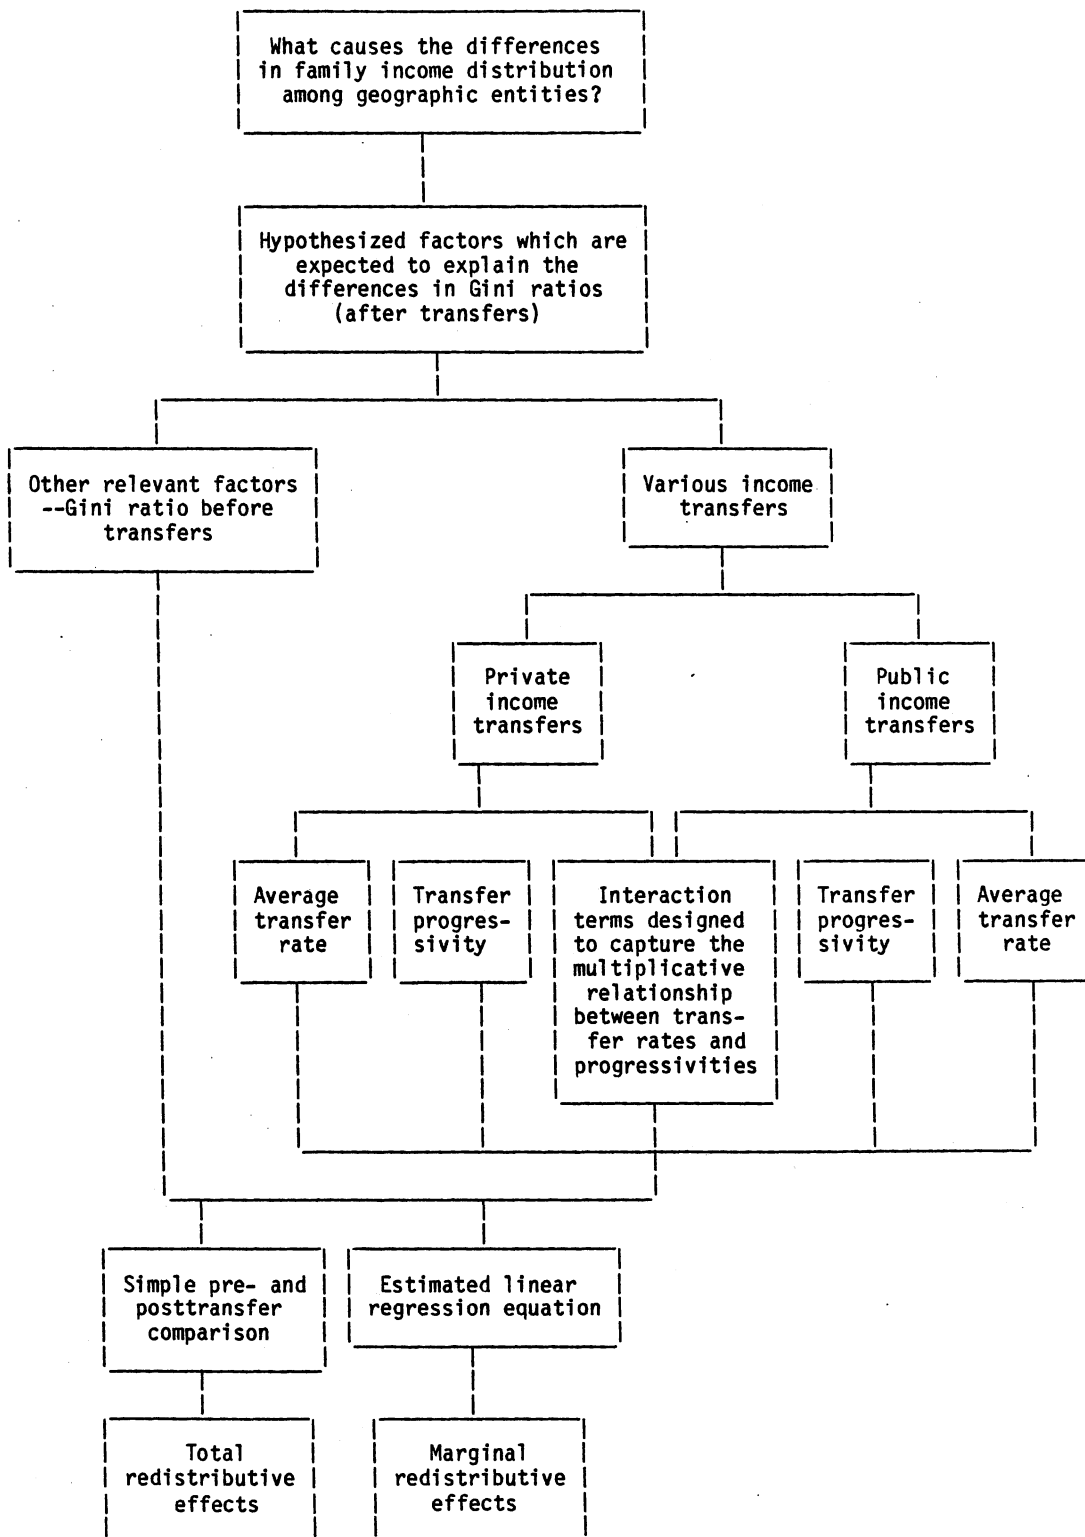 What causes the differences
in family income distribution
among geographic entities?
Hypothesized factors which are
expected to explain the
differences in Gini ratios
(after transfers)
Other relevant factors
--Gini ratio before
transfers
Various income
transfers
Private
income
transfers
Public
income
transfers
Average
transfer
rate
Transfer
progres-
sivity
Interaction
terms designed
to capture the
multiplicative
relationship
between trans-
fer rates and
progressivities
Transfer
progres-
sivity
Average
transfer
rate
Simple pre- and
posttransfer
comparison
Estimated linear
regression equation
Total
redistributive
effects
Marginal
redistributive
effects